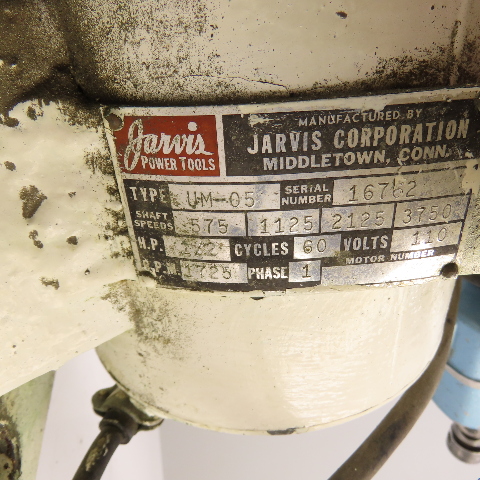 Jarvis
POWER TOOLS
MANUFACTURED BY
JARVIS CORPORATION
MIDDLETOWN, CONN.
TYPE UM-05 SERIAL NUMBER 16762
SHAFT SPEEDS 575 1125 2125 3750
H.P. CYCLES 60 VOLTS 110
R.P.M. 1725 PHASE 1 MOTOR NUMBER